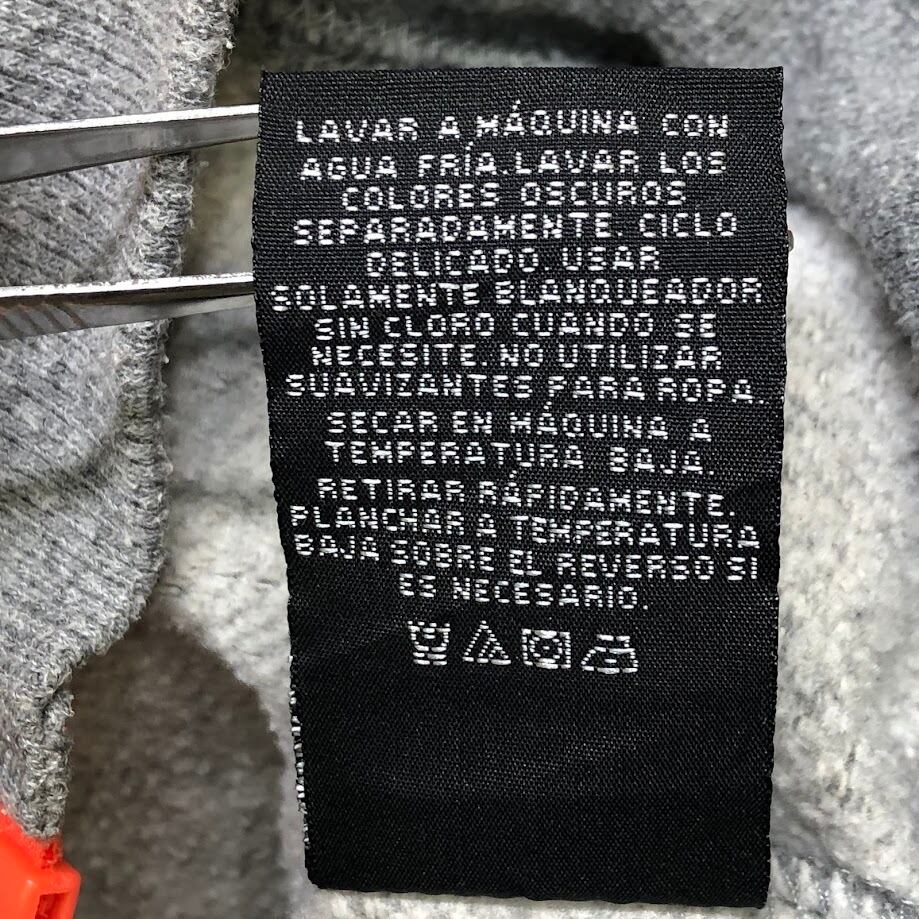 LAVAR A MÁQUINA CON
AGUA FRÍA. LAVAR LOS
COLORES OSCUROS
SEPARADAMENTE. CICLO
DELICADO. USAR
SOLAMENTE BLANQUEADOR
SIN CLORO CUANDO SE
NECESITE. NO UTILIZAR
SUAVIZANTES PARA ROPA.
SECAR EN MÁQUINA A
TEMPERATURA BAJA.
RETIRAR RÁPIDAMENTE.
PLANCHAR A TEMPERATURA
BAJA SOBRE EL REVERSO SI
ES NECESARIO.